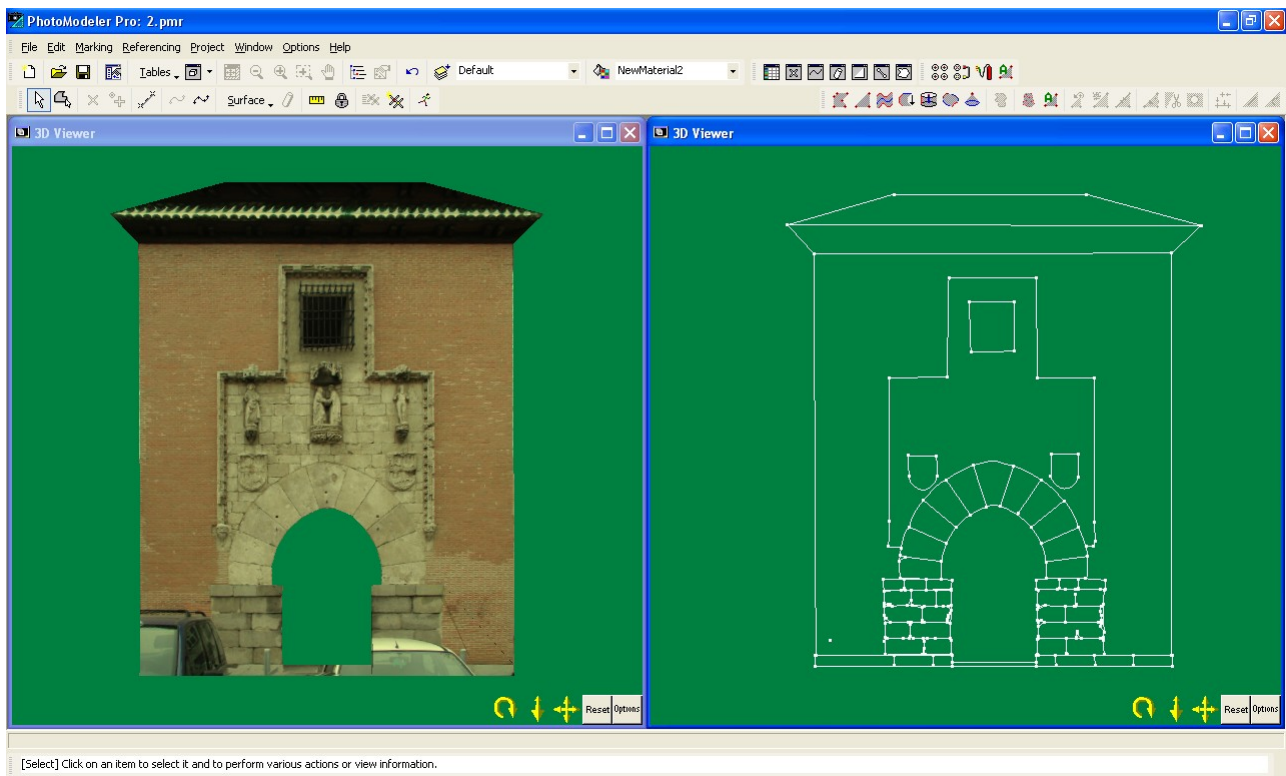 PhotoModeler Pro: 2.pmr
File Edit Marking Referencing Project Window Options Help
Tables Default NewMaterial2
Surface
3D Viewer
3D Viewer
Reset Options
Reset Options
[Select] Click on an item to select it and to perform various actions or view information.